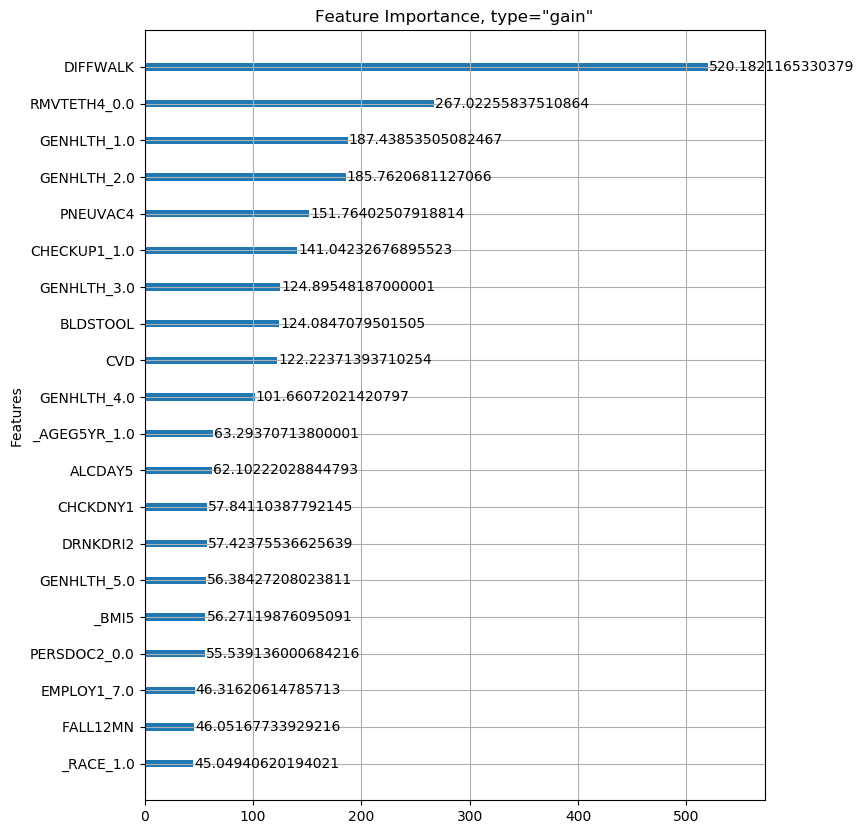 Feature Importance, type="gain"
DIFFWALK 520.1821165330379
RMVTETH4_0.0 267.02255837510864
GENHLTH_1.0 187.43853505082467
GENHLTH_2.0 185.7620681127066
PNEUVAC4 151.76402507918814
CHECKUP1_1.0 141.04232676895523
GENHLTH_3.0 124.89548187000001
BLDSTOOL 124.0847079501505
CVD 122.22371393710254
GENHLTH_4.0 101.66072021420797
_AGEG5YR_1.0 63.29370713800001
ALCDAY5 62.10222028844793
CHCKDNY1 57.84110387792145
DRNKDRI2 57.42375536625639
GENHLTH_5.0 56.38427208023811
_BMI5 56.27119876095091
PERSDOC2_0.0 55.539136000684216
EMPLOY1_7.0 46.31620614785713
FALL12MN 46.05167733929216
_RACE_1.0 45.04940620194021
Features
0 100 200 300 400 500